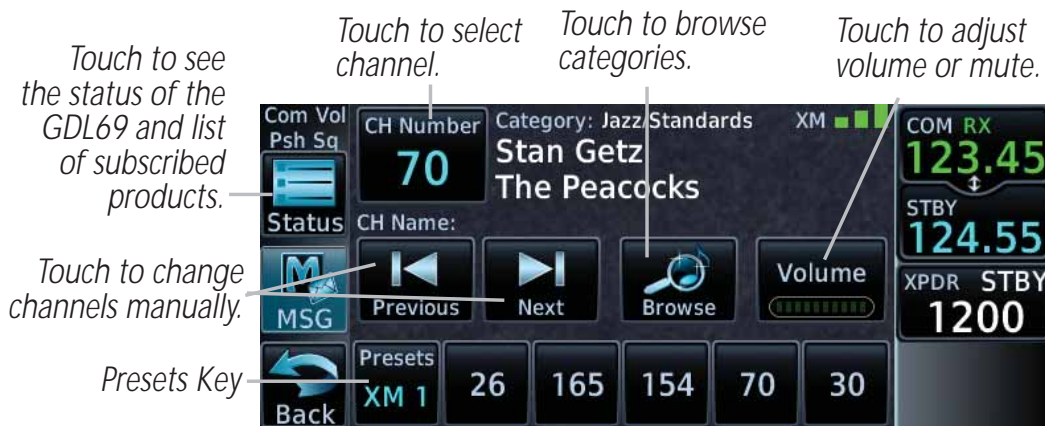 Touch to see
the status of the
GDL69 and list
of subscribed
products.
Touch to select
channel.
Touch to browse
categories.
Touch to adjust
volume or mute.
Touch to change
channels manually.
Presets Key
Com Vol
Psh Sq
Status
MSG
Back
CH Number
70
Category: Jazz/Standards
XM
Stan Getz
The Peacocks
CH Name:
Previous
Next
Browse
Volume
Presets
XM 1
26
165
154
70
30
COM RX
123.45
STBY
124.55
XPDR STBY
1200